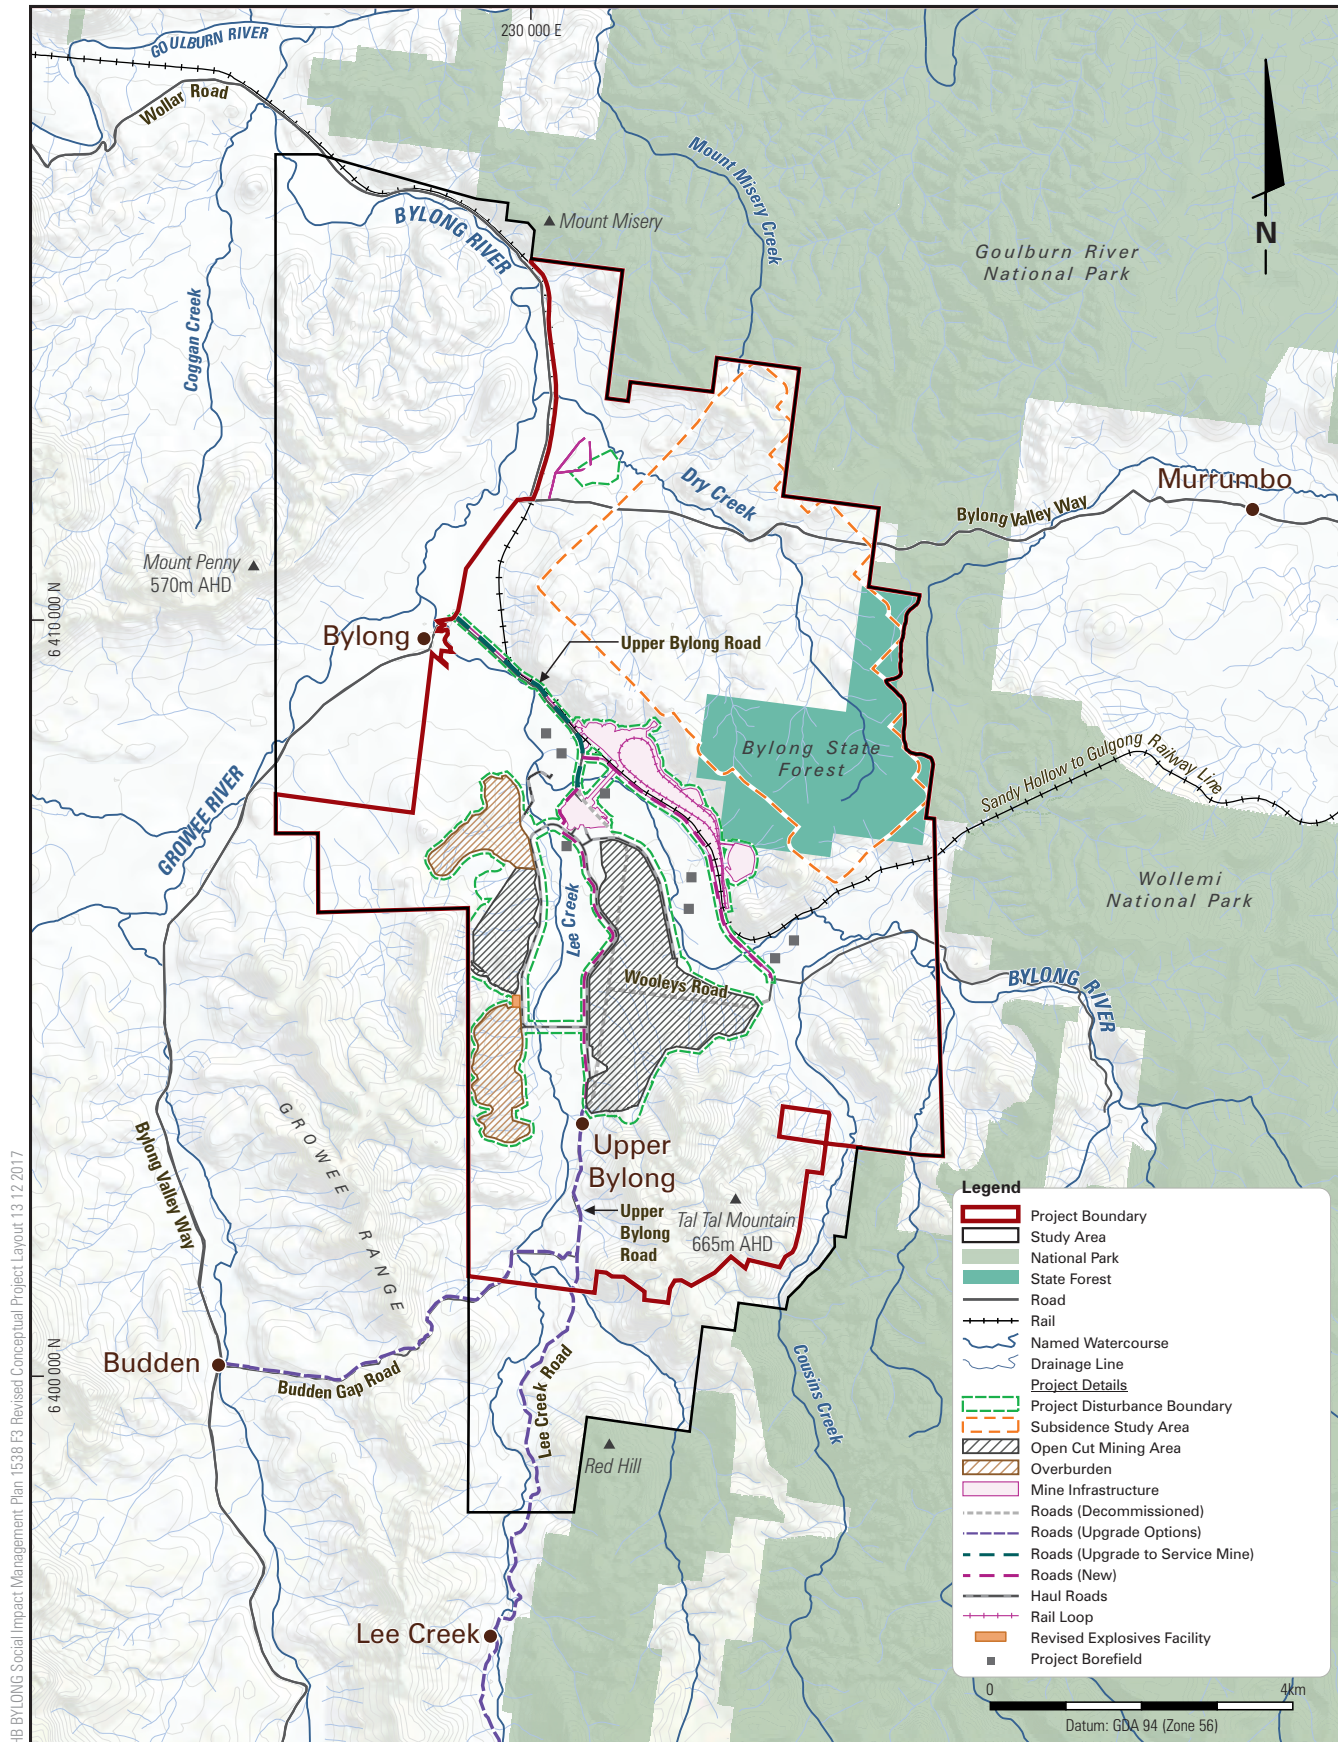 230 000 E
GOULBURN RIVER
Wollar Road
Mount Misery Creek
BYLONG RIVER
Mount Misery
Goulburn River
National Park
N
Coggan Creek
Dry Creek
Murrumbo
Bylong Valley Way
Mount Penny
570m AHD
6 410 000 N
Bylong
Upper Bylong Road
Bylong State
Forest
Sandy Hollow to Gulgong Railway Line
GROWEE RIVER
Wollemi
National Park
Lee Creek
Wooleys Road
BYLONG RIVER
GROWEE RANGE
Bylong Valley Way
Upper
Bylong
Upper
Bylong
Road
Tal Tal Mountain
665m AHD
Budden
Budden Gap Road
Lee Creek Road
Cousins Creek
6 400 000 N
Red Hill
Lee Creek
Legend
Project Boundary
Study Area
National Park
State Forest
Road
Rail
Named Watercourse
Drainage Line
Project Details
Project Disturbance Boundary
Subsidence Study Area
Open Cut Mining Area
Overburden
Mine Infrastructure
Roads (Decommissioned)
Roads (Upgrade Options)
Roads (Upgrade to Service Mine)
Roads (New)
Haul Roads
Rail Loop
Revised Explosives Facility
Project Borefield
0 4km
Datum: GDA 94 (Zone 56)
HB BYLONG Social Impact Management Plan 1538 F3 Revised Conceptual Project Layout 13 12 2017